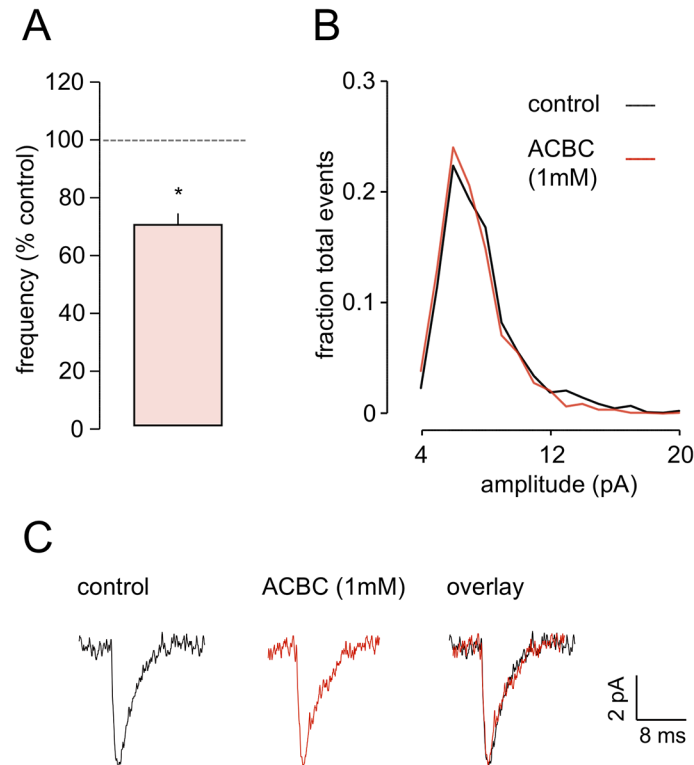 A
B
120
100
80
60
40
20
0
frequency (% control)
*
0.3
0.2
0.1
0
fraction total events
control
ACBC
(1mM)
4
12
20
amplitude (pA)
C
control
ACBC (1mM)
overlay
2 pA
8 ms